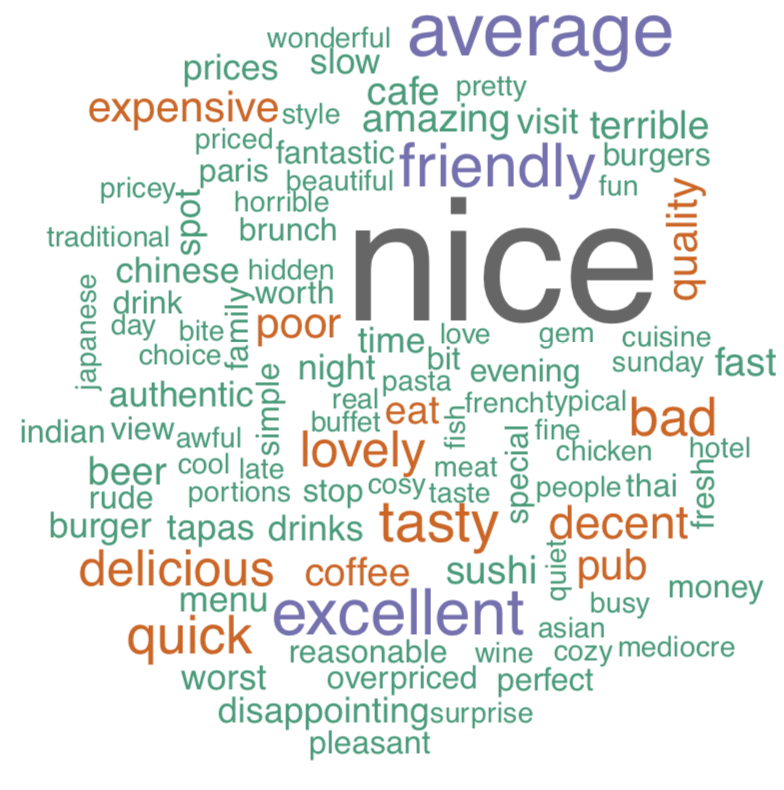 wonderful average
prices slow
expensive style cafe pretty
amazing visit terrible
priced fantastic friendly burgers
paris beautiful fun
pricey spot horrible quality
traditional brunch nice
chinese hidden
japanese drink family worth
day bite poor time love gem cuisine
choice night bit evening sunday fast
authentic simple pasta
real eat fish french typical bad
indian view awful buffet fine
lovely chicken hotel
beer cool late meat special fresh
rude portions stop cosy taste people thai
burger tapas drinks tasty decent
delicious coffee sushi quiet pub
menu excellent busy money
quick asian
reasonable wine cozy mediocre
worst overpriced perfect
disappointing surprise
pleasant